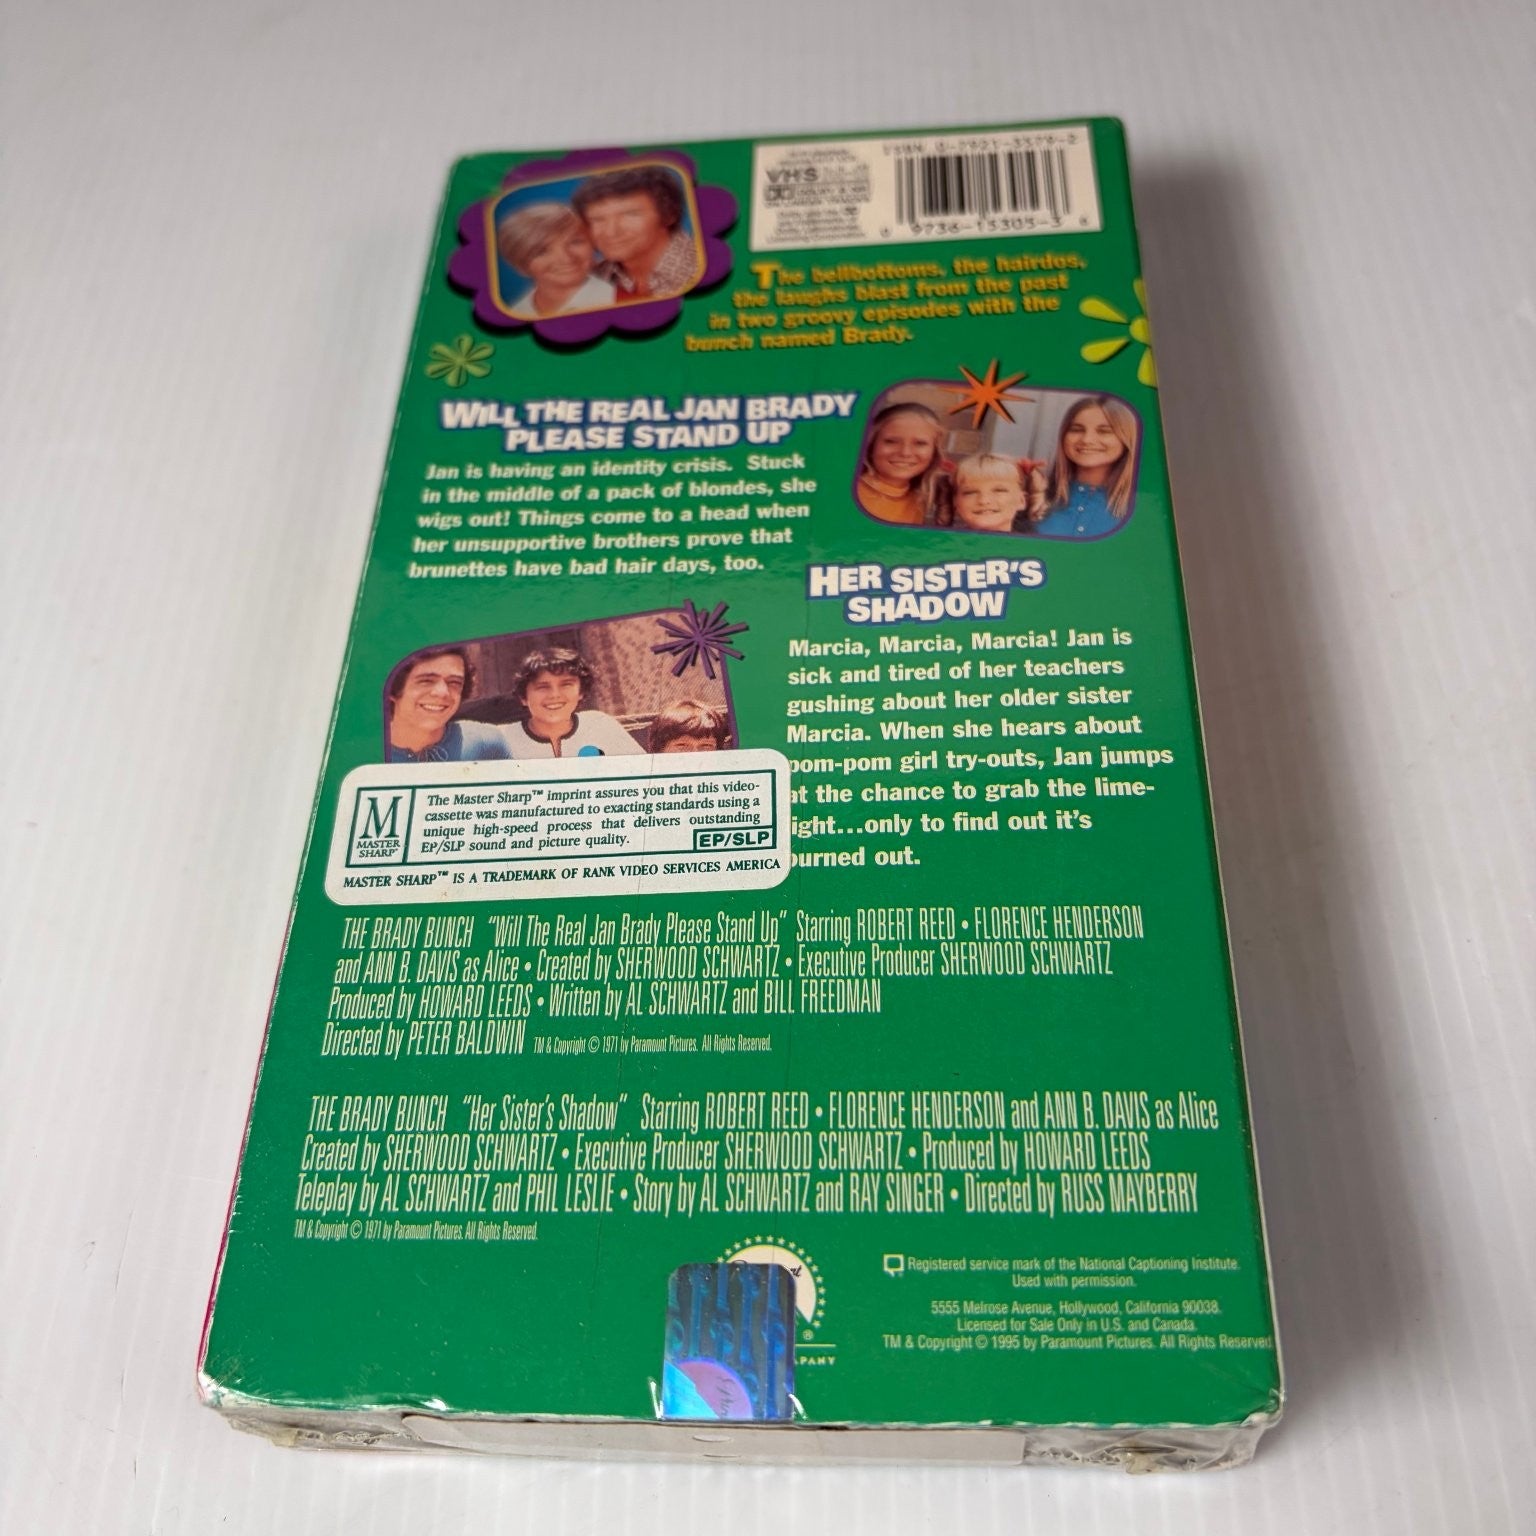 VHS
ISBN 0-7921-3379-2
9736-15305-3
The bellbottoms, the hairdos,
the laughs blast from the past
in two groovy episodes with the
bunch named Brady.
WILL THE REAL JAN BRADY
PLEASE STAND UP
Jan is having an identity crisis. Stuck
in the middle of a pack of blondes, she
wigs out! Things come to a head when
her unsupportive brothers prove that
brunettes have bad hair days, too.
HER SISTER'S
SHADOW
Marcia, Marcia, Marcia! Jan is
sick and tired of her teachers
gushing about her older sister
Marcia. When she hears about
pom-pom girl try-outs, Jan jumps
at the chance to grab the lime-
ight...only to find out it's
burned out.
M
MASTER
SHARP™
The Master Sharp™ imprint assures you that this video-
cassette was manufactured to exacting standards using a
unique high-speed process that delivers outstanding
EP/SLP sound and picture quality.
EP/SLP
MASTER SHARP™ IS A TRADEMARK OF RANK VIDEO SERVICES AMERICA
THE BRADY BUNCH "Will The Real Jan Brady Please Stand Up" Starring ROBERT REED • FLORENCE HENDERSON
and ANN B. DAVIS as Alice • Created by SHERWOOD SCHWARTZ • Executive Producer SHERWOOD SCHWARTZ
Produced by HOWARD LEEDS • Written by AL SCHWARTZ and BILL FREEDMAN
Directed by PETER BALDWIN TM & Copyright © 1971 by Paramount Pictures. All Rights Reserved.
THE BRADY BUNCH "Her Sister's Shadow" Starring ROBERT REED • FLORENCE HENDERSON and ANN B. DAVIS as Alice
Created by SHERWOOD SCHWARTZ • Executive Producer SHERWOOD SCHWARTZ • Produced by HOWARD LEEDS
Teleplay by AL SCHWARTZ and PHIL LESLIE • Story by AL SCHWARTZ and RAY SINGER • Directed by RUSS MAYBERRY
TM & Copyright © 1971 by Paramount Pictures. All Rights Reserved.
®
MPANY
Registered service mark of the National Captioning Institute.
Used with permission.
5555 Melrose Avenue, Hollywood, California 90038.
Licensed for Sale Only in U.S. and Canada.
TM & Copyright © 1995 by Paramount Pictures. All Rights Reserved